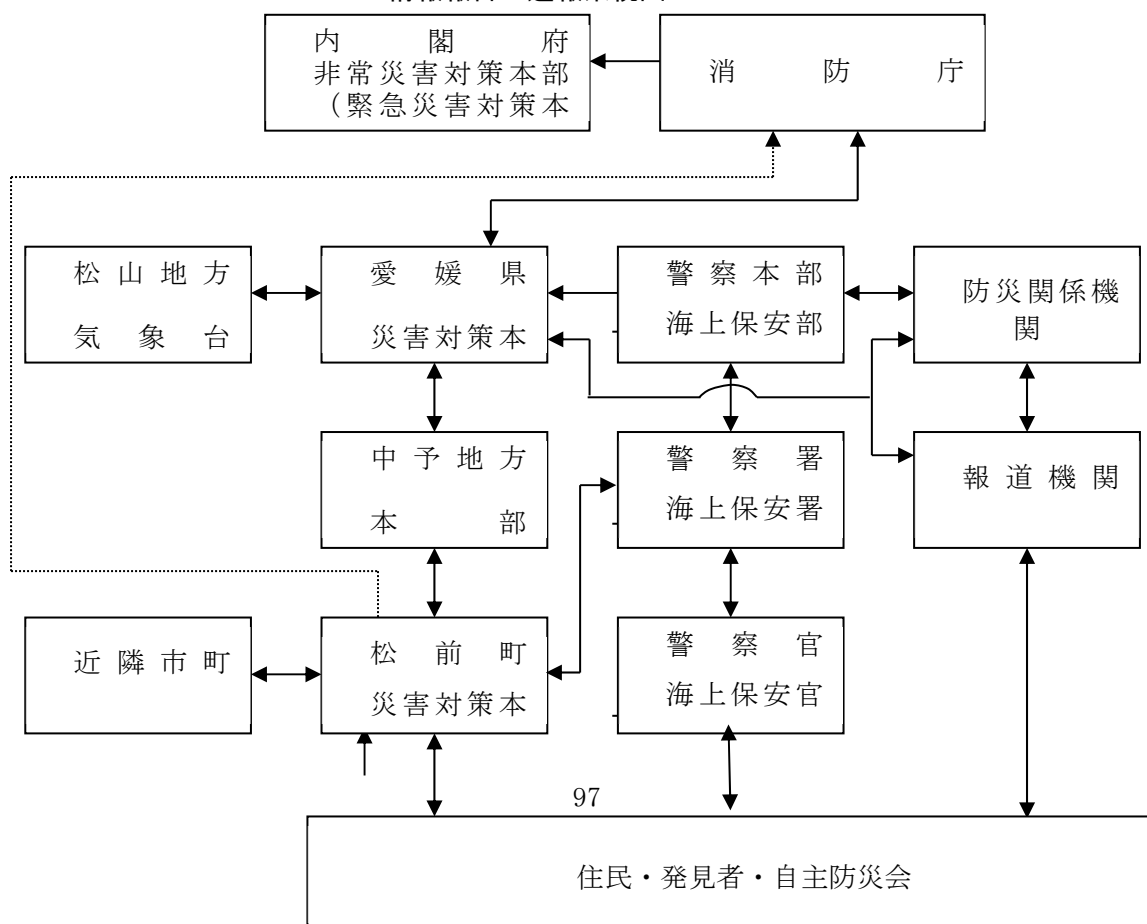 内閣府
非常災害対策本部
（緊急災害対策本
消防庁
松山地方
気象台
愛媛県
災害対策本
警察本部
海上保安部
防災関係機
関
中予地方
本部
警察署
海上保安署
報道機関
近隣市町
松前町
災害対策本
警察官
海上保安官
97
住民・発見者・自主防災会